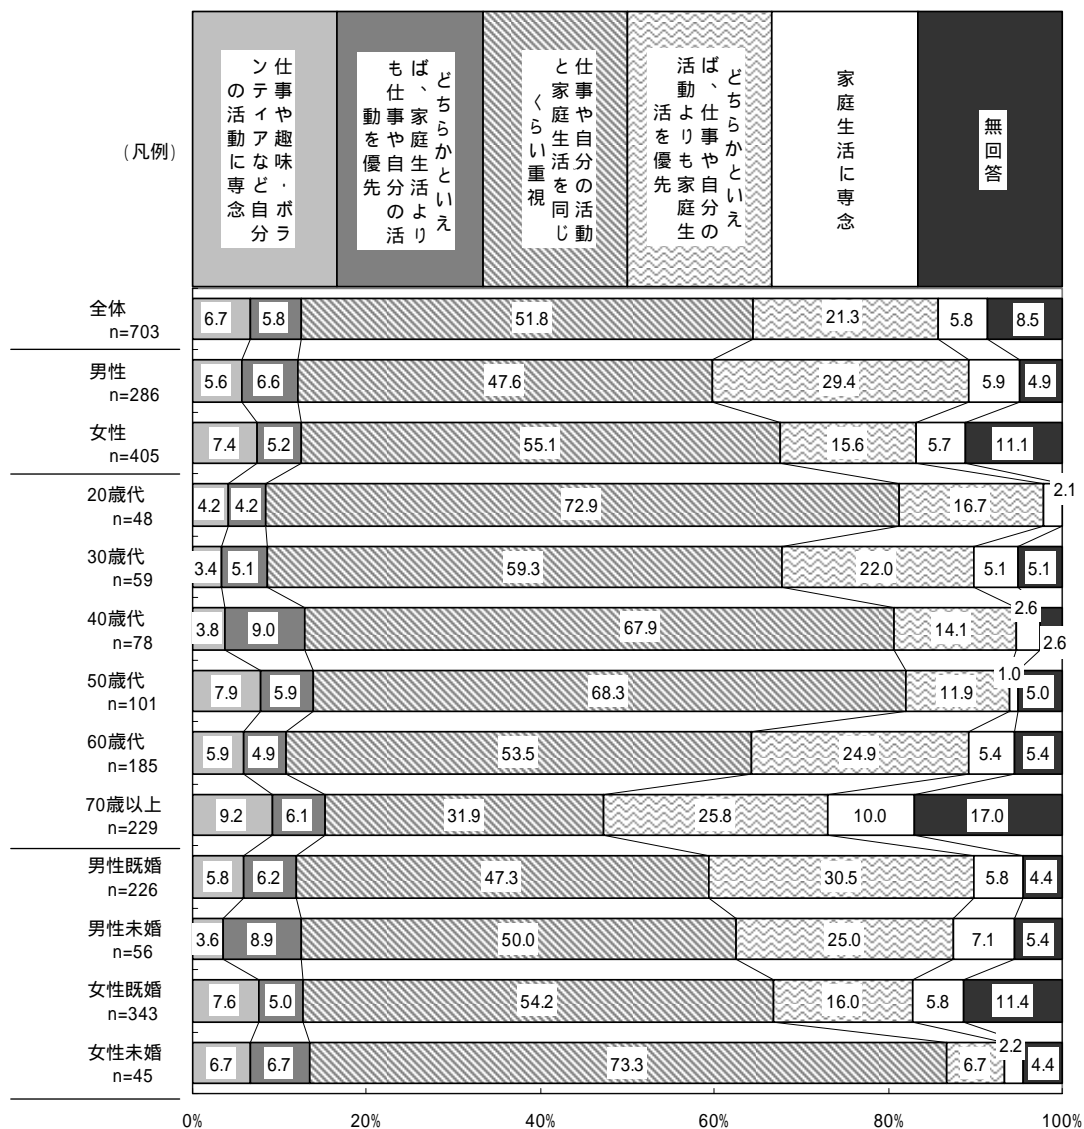 (凡例)
仕事や趣味・ボラ
ンティアなど自分
の活動に専念
どちらかといえ
ば、家庭生活より
も仕事や自分の活
動を優先
仕事や自分の活動
と家庭生活を同じ
くらい重視
どちらかといえ
ば、仕事や自分の
活動よりも家庭生
活を優先
家庭生活に専念
無回答
全体
n=703
6.7 5.8 51.8 21.3 5.8 8.5
男性
n=286
5.6 6.6 47.6 29.4 5.9 4.9
女性
n=405
7.4 5.2 55.1 15.6 5.7 11.1
20歳代
n=48
4.2 4.2 72.9 16.7 2.1
30歳代
n=59
3.4 5.1 59.3 22.0 5.1 5.1
40歳代
n=78
3.8 9.0 67.9 14.1 2.6 2.6
50歳代
n=101
7.9 5.9 68.3 11.9 1.0 5.0
60歳代
n=185
5.9 4.9 53.5 24.9 5.4 5.4
70歳以上
n=229
9.2 6.1 31.9 25.8 10.0 17.0
男性既婚
n=226
5.8 6.2 47.3 30.5 5.8 4.4
男性未婚
n=56
3.6 8.9 50.0 25.0 7.1 5.4
女性既婚
n=343
7.6 5.0 54.2 16.0 5.8 11.4
女性未婚
n=45
6.7 6.7 73.3 6.7 2.2 4.4
0% 20% 40% 60% 80% 100%